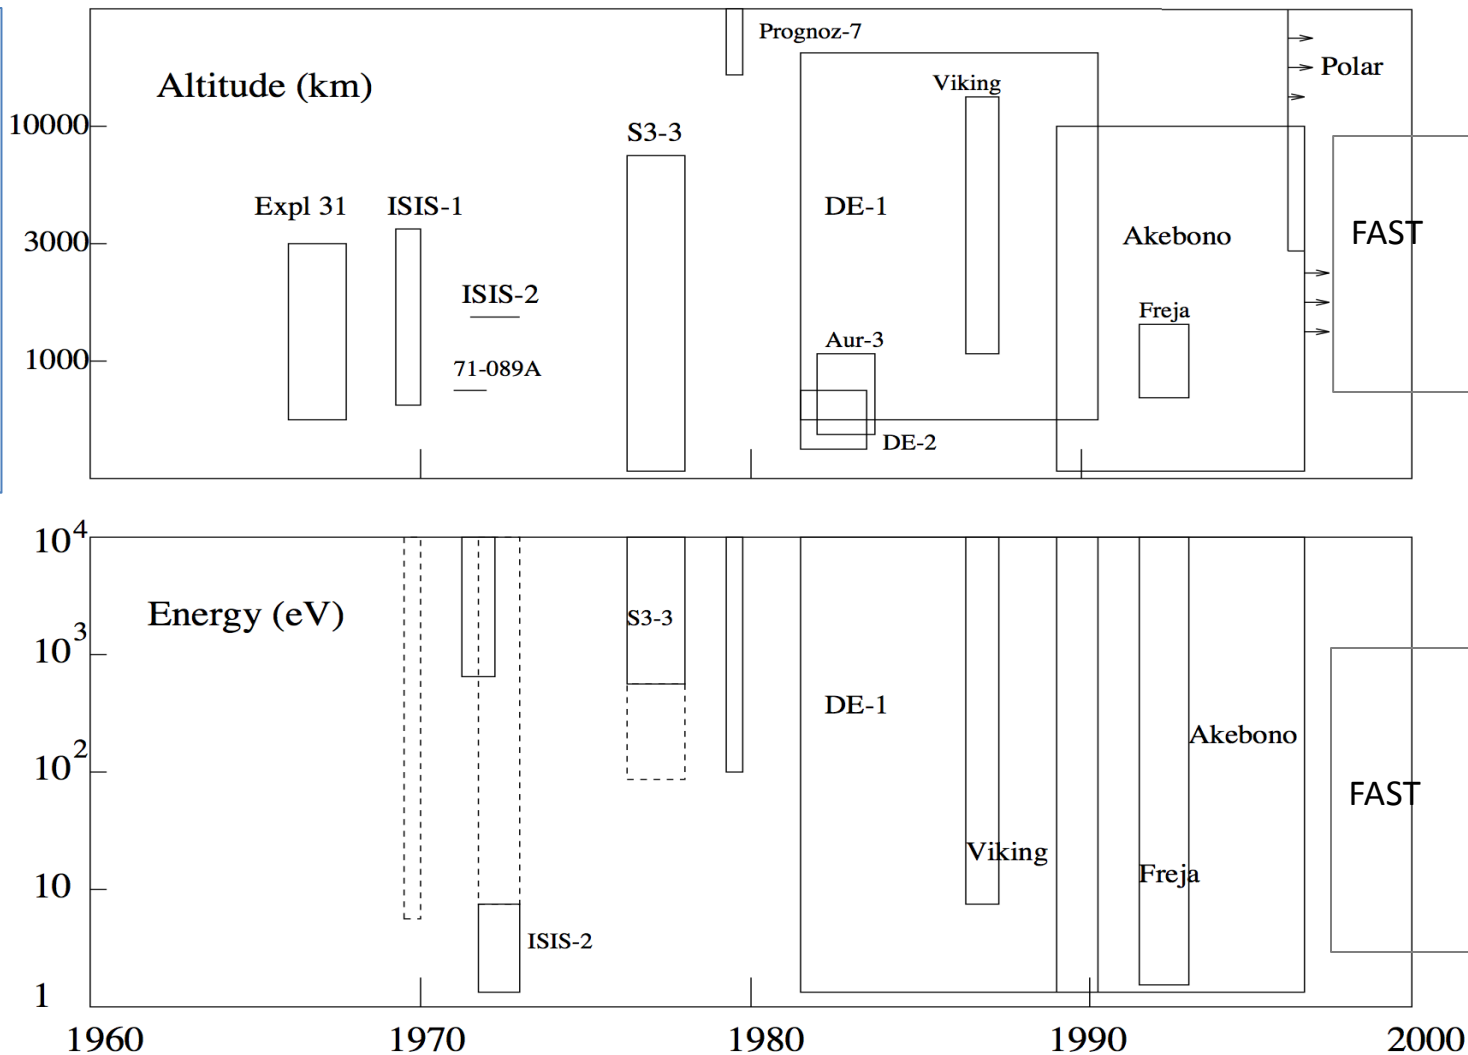 Prognoz-7
Altitude (km)
Polar
Viking
10000
S3-3
Expl 31
ISIS-1
DE-1
3000
Akebono
FAST
ISIS-2
Freja
Aur-3
1000
71-089A
DE-2
10^4
Energy (eV)
S3-3
10^3
DE-1
Akebono
10^2
FAST
Viking
10
Freja
ISIS-2
1
1960 1970 1980 1990 2000